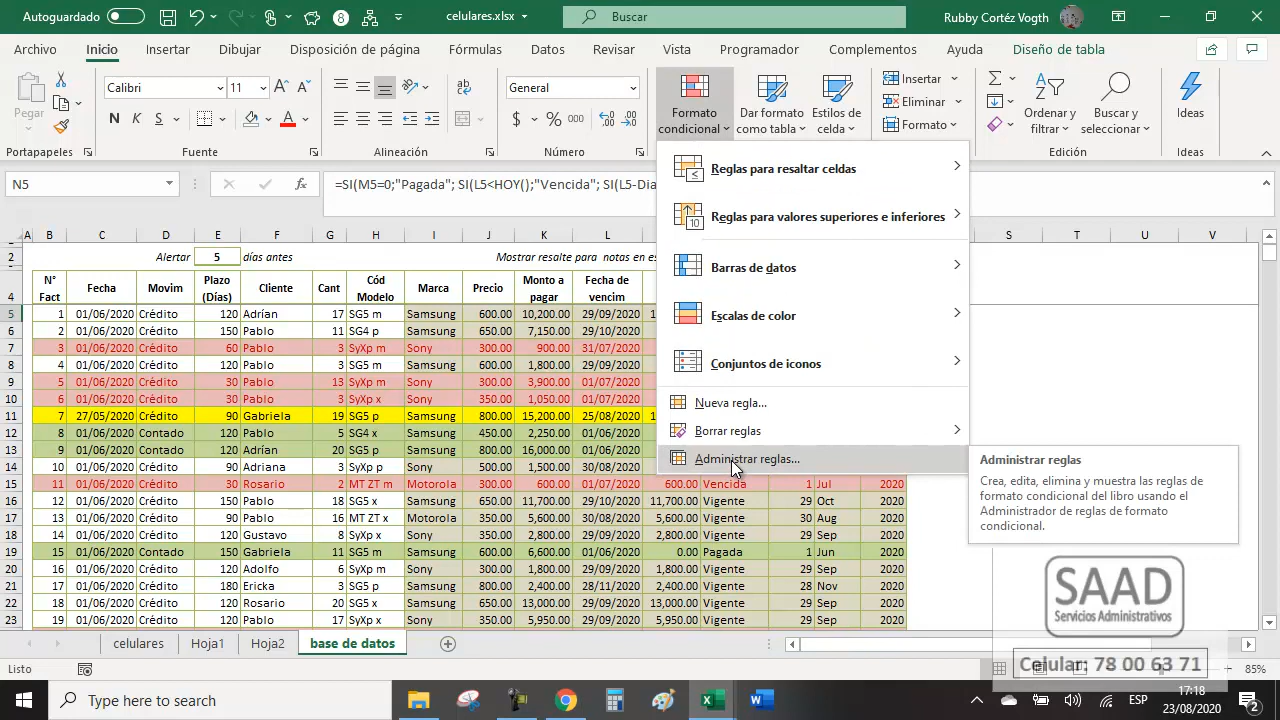 Autoguardado
celulares.xlsx
Buscar
Rubby Cortéz Vogth
Archivo Inicio Insertar Dibujar Disposición de página Fórmulas Datos Revisar Vista Programador Complementos Ayuda Diseño de tabla
Pegar
Calibri 11
N K S
General
$ % 000
Formato condicional
Dar formato como tabla
Estilos de celda
Insertar
Eliminar
Formato
Ordenar y filtrar
Buscar y seleccionar
Ideas
Portapapeles Fuente Alineación Número Edición Ideas
N5
=SI(M5=0;"Pagada"; SI(L5<HOY();"Vencida"; SI(L5-Dia
Reglas para resaltar celdas
Reglas para valores superiores e inferiores
Barras de datos
Escalas de color
Conjuntos de iconos
Nueva regla...
Borrar reglas
Administrar reglas...
Administrar reglas
Crea, edita, elimina y muestra las reglas de
formato condicional del libro usando el
Administrador de reglas de formato
condicional.
A B C D E F G H I J K L S T U V
2 Alertar 5 días antes Mostrar resalte para notas en es
4 N° Fact Fecha Movim Plazo (Días) Cliente Cant Cód Modelo Marca Precio Monto a pagar Fecha de vencim
5 1 01/06/2020 Crédito 120 Adrían 17 SG5 m Samsung 600.00 10,200.00 29/09/2020 1
6 2 01/06/2020 Crédito 150 Pablo 11 SG4 p Samsung 650.00 7,150.00 29/10/2020
7 3 01/06/2020 Crédito 60 Pablo 3 SyXp m Sony 300.00 900.00 31/07/2020
8 4 01/06/2020 Crédito 120 Pablo 3 SG5 m Samsung 600.00 1,800.00 29/09/2020
9 5 01/06/2020 Crédito 30 Pablo 13 SyXp m Sony 300.00 3,900.00 01/07/2020
10 6 01/06/2020 Crédito 30 Pablo 3 SyXp x Sony 350.00 1,050.00 01/07/2020
11 7 27/05/2020 Crédito 90 Gabriela 19 SG5 p Samsung 800.00 15,200.00 25/08/2020 1
12 8 01/06/2020 Contado 120 Pablo 5 SG4 x Samsung 450.00 2,250.00 01/06/2020
13 9 01/06/2020 Contado 120 Adrían 20 SG5 p Samsung 800.00 16,000.00 01/06/2020
14 10 01/06/2020 Crédito 90 Adriana 3 SyXp p Sony 500.00 1,500.00 30/08/2020
15 11 01/06/2020 Crédito 30 Rosario 2 MT ZT m Motorola 300.00 600.00 01/07/2020 600.00 Vencida 1 Jul 2020
16 12 01/06/2020 Crédito 150 Pablo 18 SG5 x Samsung 650.00 11,700.00 29/10/2020 11,700.00 Vigente 29 Oct 2020
17 13 01/06/2020 Crédito 90 Pablo 16 MT ZT x Motorola 350.00 5,600.00 30/08/2020 5,600.00 Vigente 30 Aug 2020
18 14 01/06/2020 Crédito 120 Gustavo 8 SyXp x Sony 350.00 2,800.00 29/09/2020 2,800.00 Vigente 29 Sep 2020
19 15 01/06/2020 Contado 150 Gabriela 11 SG5 m Samsung 600.00 6,600.00 01/06/2020 0.00 Pagada 1 Jun 2020
20 16 01/06/2020 Crédito 120 Adolfo 6 SyXp m Sony 300.00 1,800.00 29/09/2020 1,800.00 Vigente 29 Sep 2020
21 17 01/06/2020 Crédito 180 Ericka 3 SG5 p Samsung 800.00 2,400.00 28/11/2020 2,400.00 Vigente 28 Nov 2020
22 18 01/06/2020 Crédito 120 Rosario 20 SG5 x Samsung 650.00 13,000.00 29/09/2020 13,000.00 Vigente 29 Sep 2020
23 19 01/06/2020 Crédito 120 Pablo 17 SyXp x Sony 350.00 5,950.00 29/09/2020 5,950.00 Vigente 29 Sep 2020
SAAD
Servicios Administrativos
Celular: 78 00 63 71
celulares Hoja1 Hoja2 base de datos
Listo
85%
Type here to search
ESP
17:18
23/08/2020
2